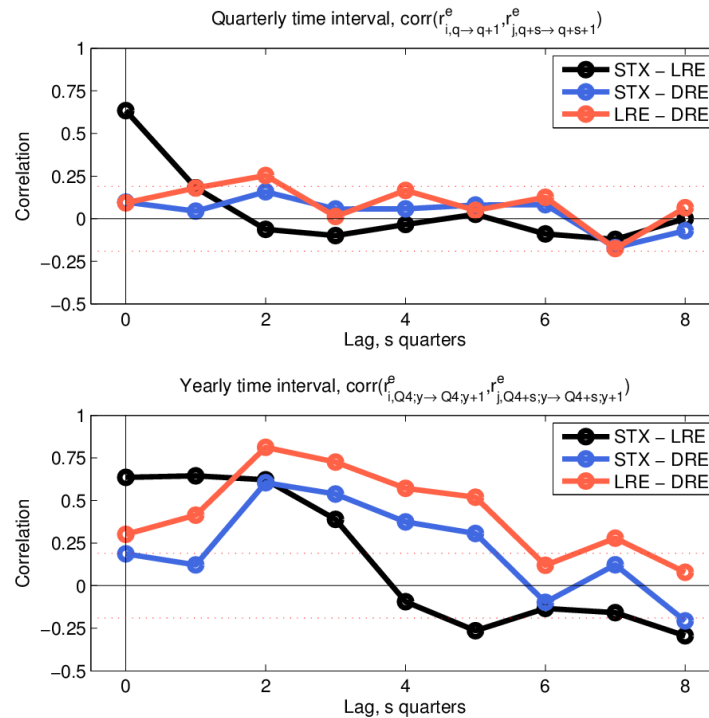 Quarterly time interval, corr(r^e_{i,q→q+1},r^e_{j,q+s→q+s+1})
1
0.75
0.5
0.25
0
−0.25
−0.5
Correlation
STX − LRE
STX − DRE
LRE − DRE
0 2 4 6 8
Lag, s quarters
Yearly time interval, corr(r^e_{i,Q4;y→Q4;y+1},r^e_{j,Q4+s;y→Q4+s;y+1})
1
0.75
0.5
0.25
0
−0.25
−0.5
Correlation
STX − LRE
STX − DRE
LRE − DRE
0 2 4 6 8
Lag, s quarters